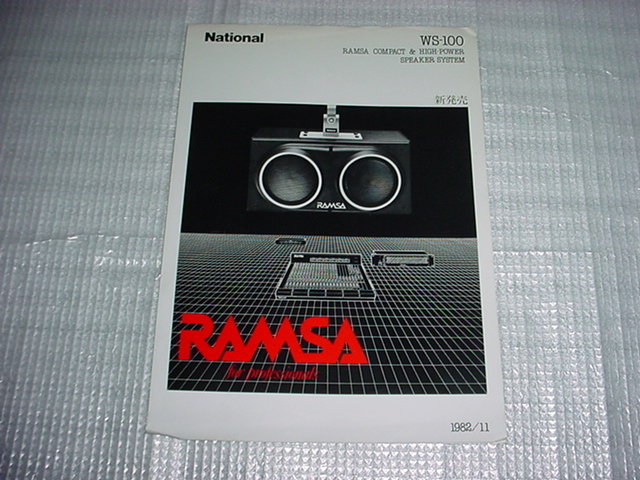 National
WS-100
RAMSA COMPACT & HIGH-POWER
SPEAKER SYSTEM
新発売
RAMSA
RAMSA
for professionals
1982/11